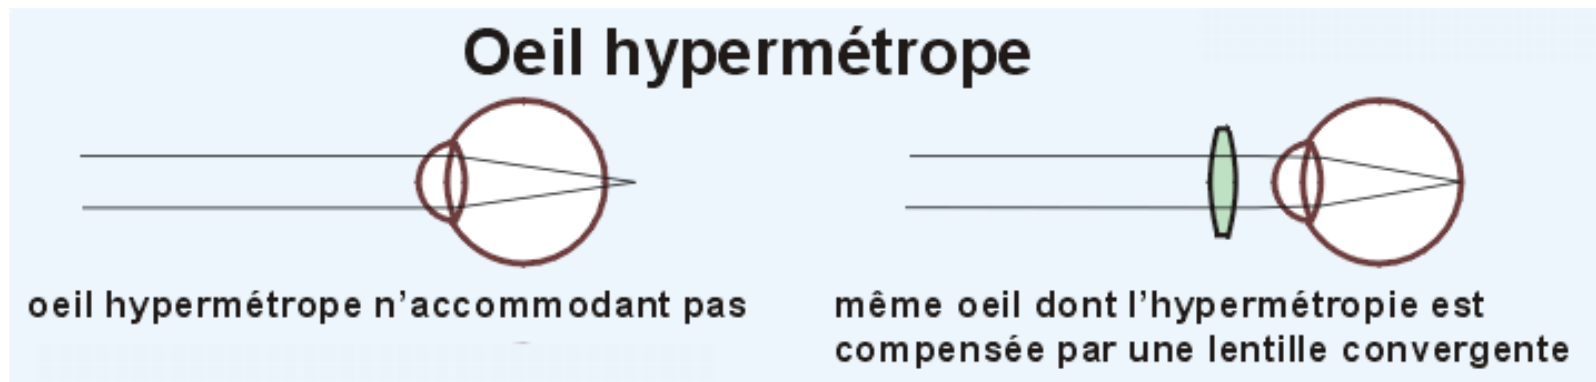 Oeil hypermétrope
oeil hypermétrope n'accommodant pas
même oeil dont l'hypermétropie est
compensée par une lentille convergente